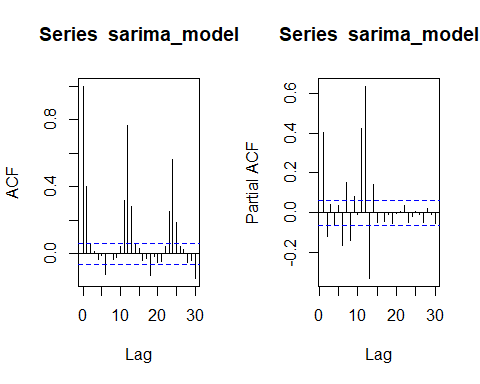 Series sarima_model
ACF
0.0 0.4 0.8
0 10 20 30
Lag
Series sarima_model
Partial ACF
-0.2 0.0 0.2 0.4 0.6
0 10 20 30
Lag